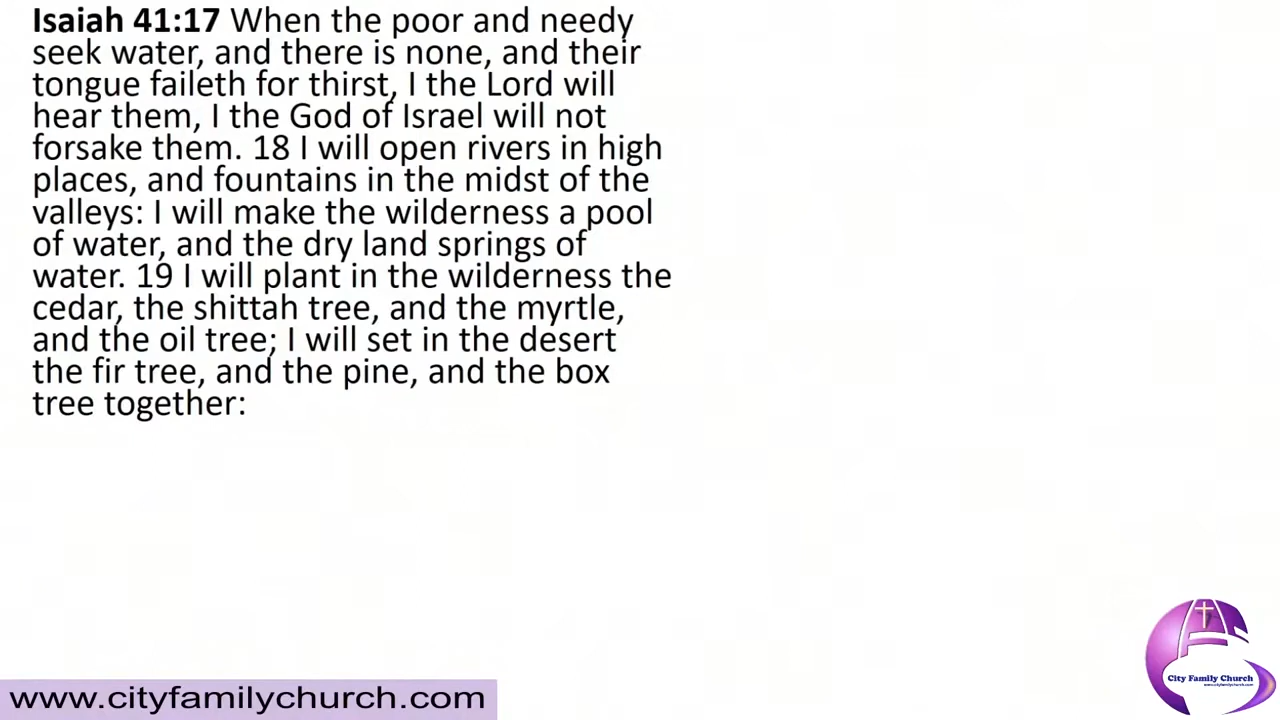 Isaiah 41:17 When the poor and needy
seek water, and there is none, and their
tongue faileth for thirst, I the Lord will
hear them, I the God of Israel will not
forsake them. 18 I will open rivers in high
places, and fountains in the midst of the
valleys: I will make the wilderness a pool
of water, and the dry land springs of
water. 19 I will plant in the wilderness the
cedar, the shittah tree, and the myrtle,
and the oil tree; I will set in the desert
the fir tree, and the pine, and the box
tree together:
City Family Church
www.cityfamilychurch.com
www.cityfamilychurch.com